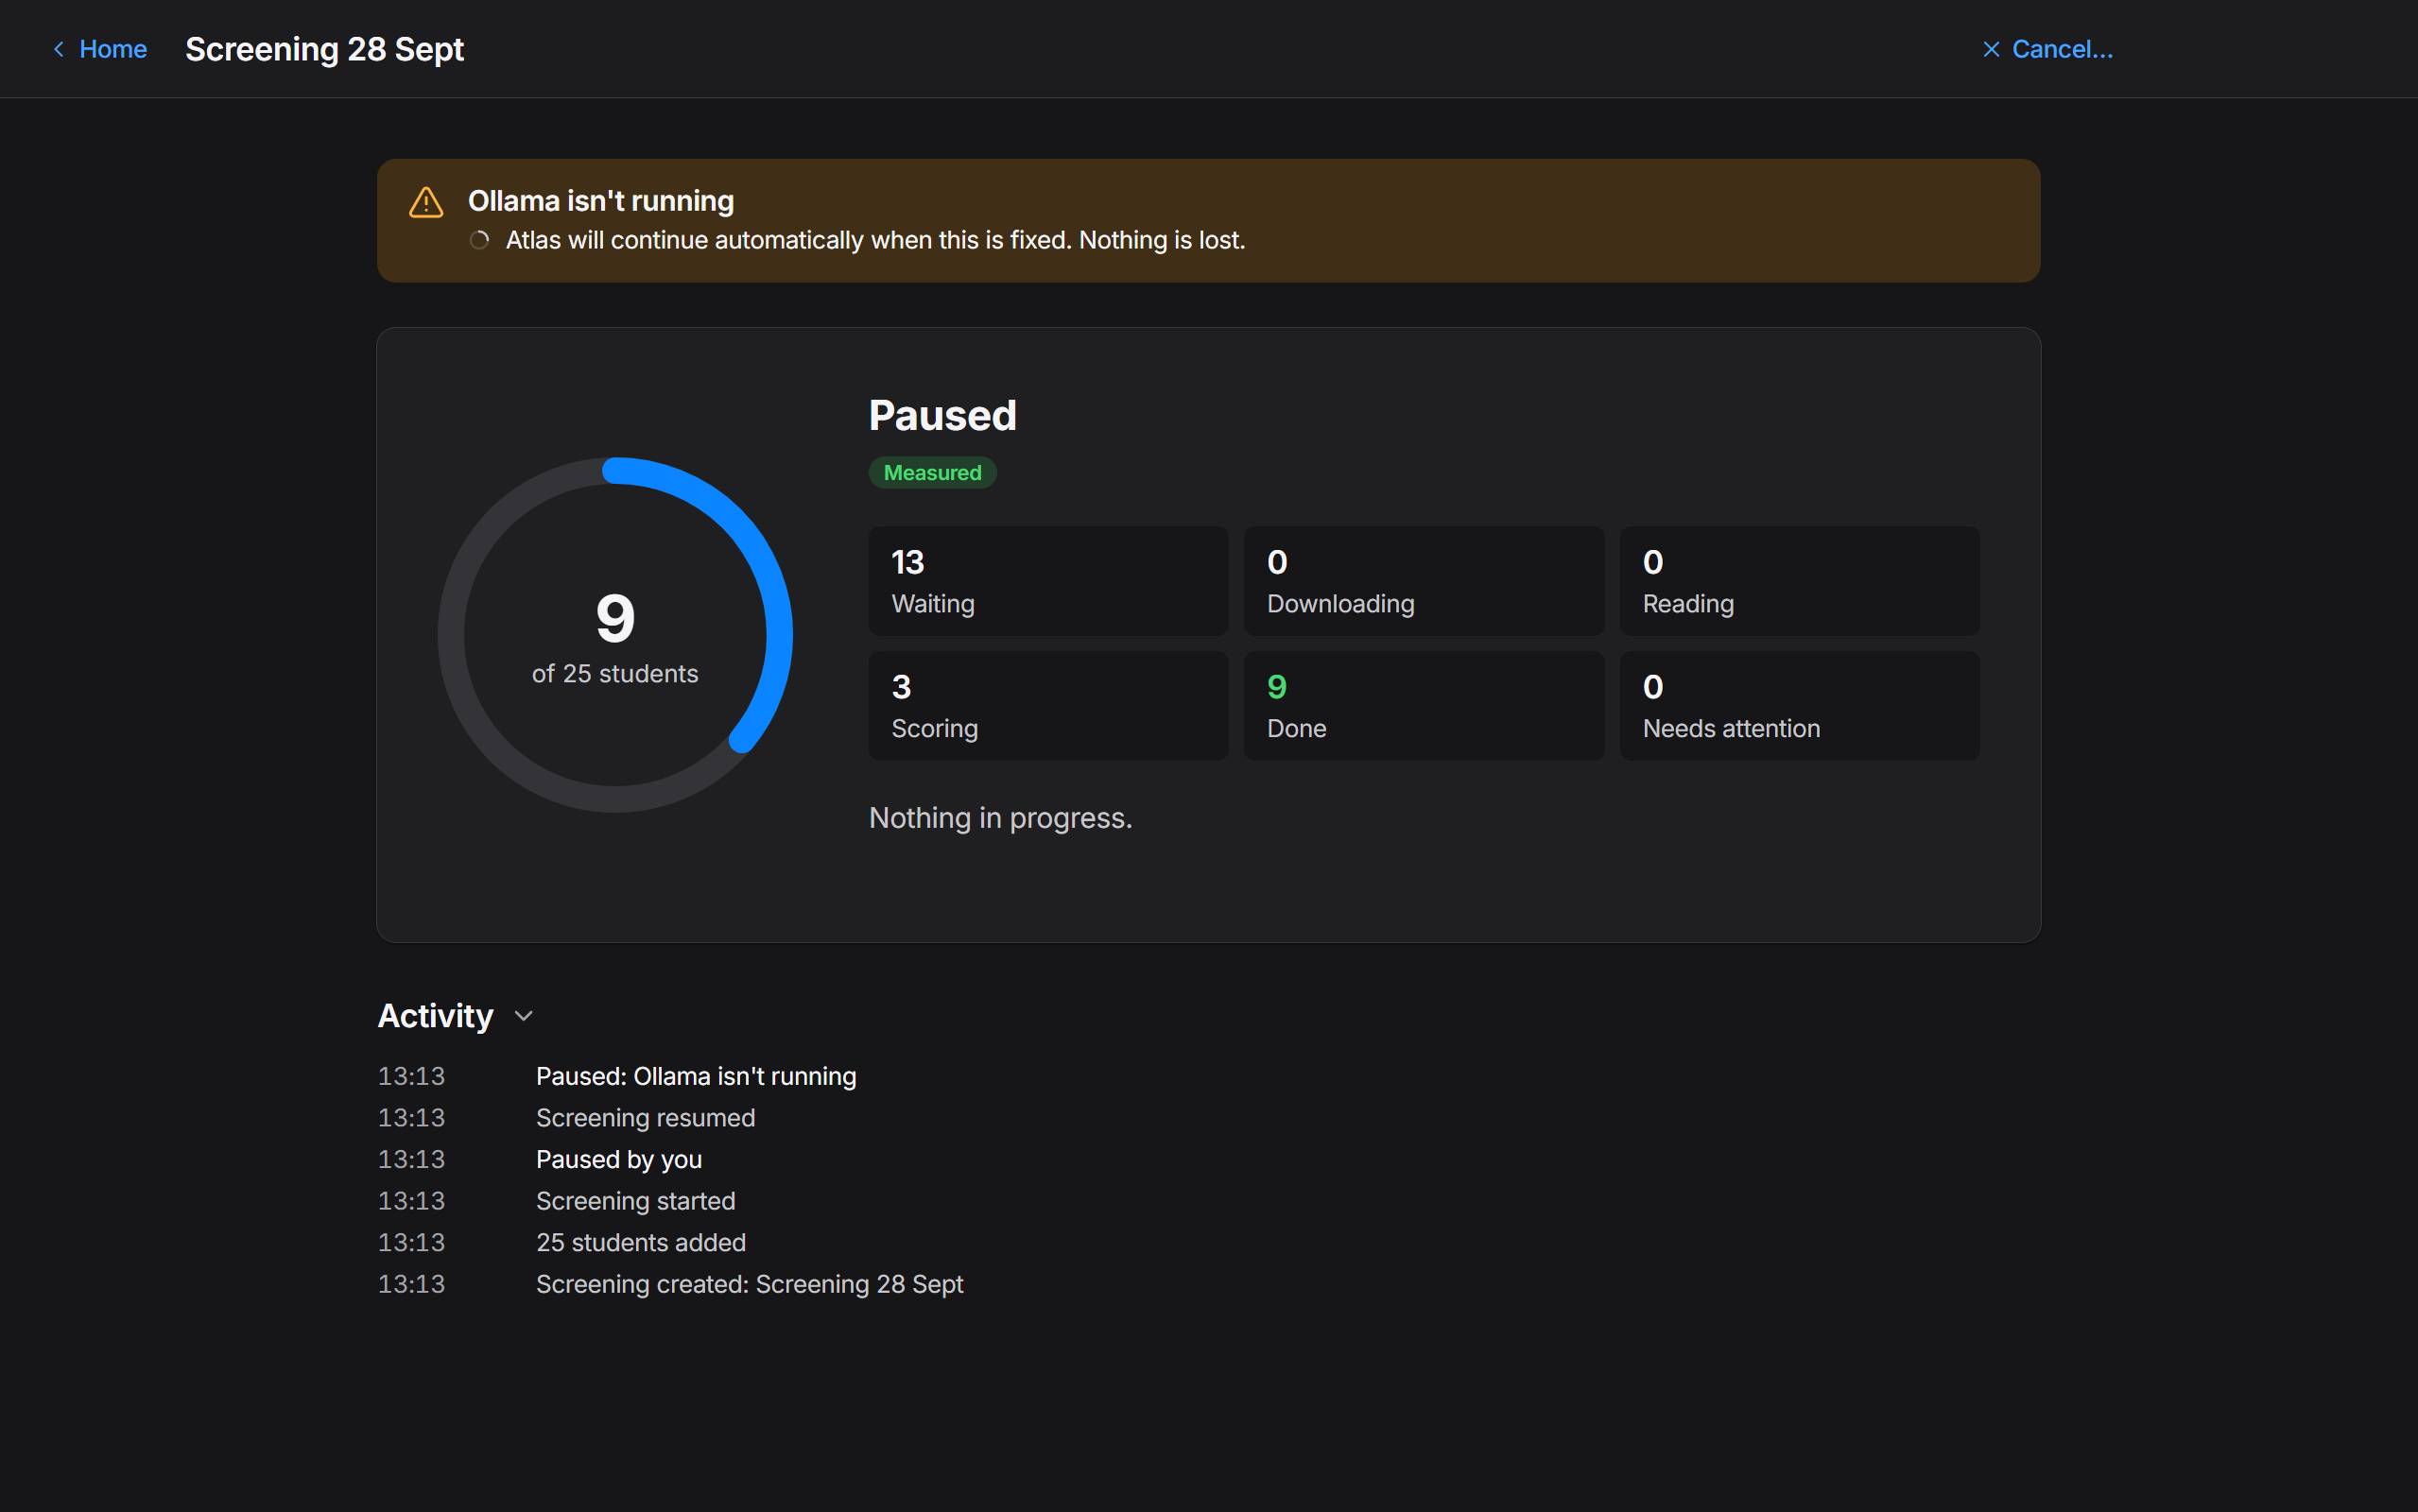 Home
Screening 28 Sept
Cancel...
Ollama isn't running
Atlas will continue automatically when this is fixed. Nothing is lost.
Paused
Measured
9
of 25 students
13
Waiting
0
Downloading
0
Reading
3
Scoring
9
Done
0
Needs attention
Nothing in progress.
Activity
13:13 Paused: Ollama isn't running
13:13 Screening resumed
13:13 Paused by you
13:13 Screening started
13:13 25 students added
13:13 Screening created: Screening 28 Sept